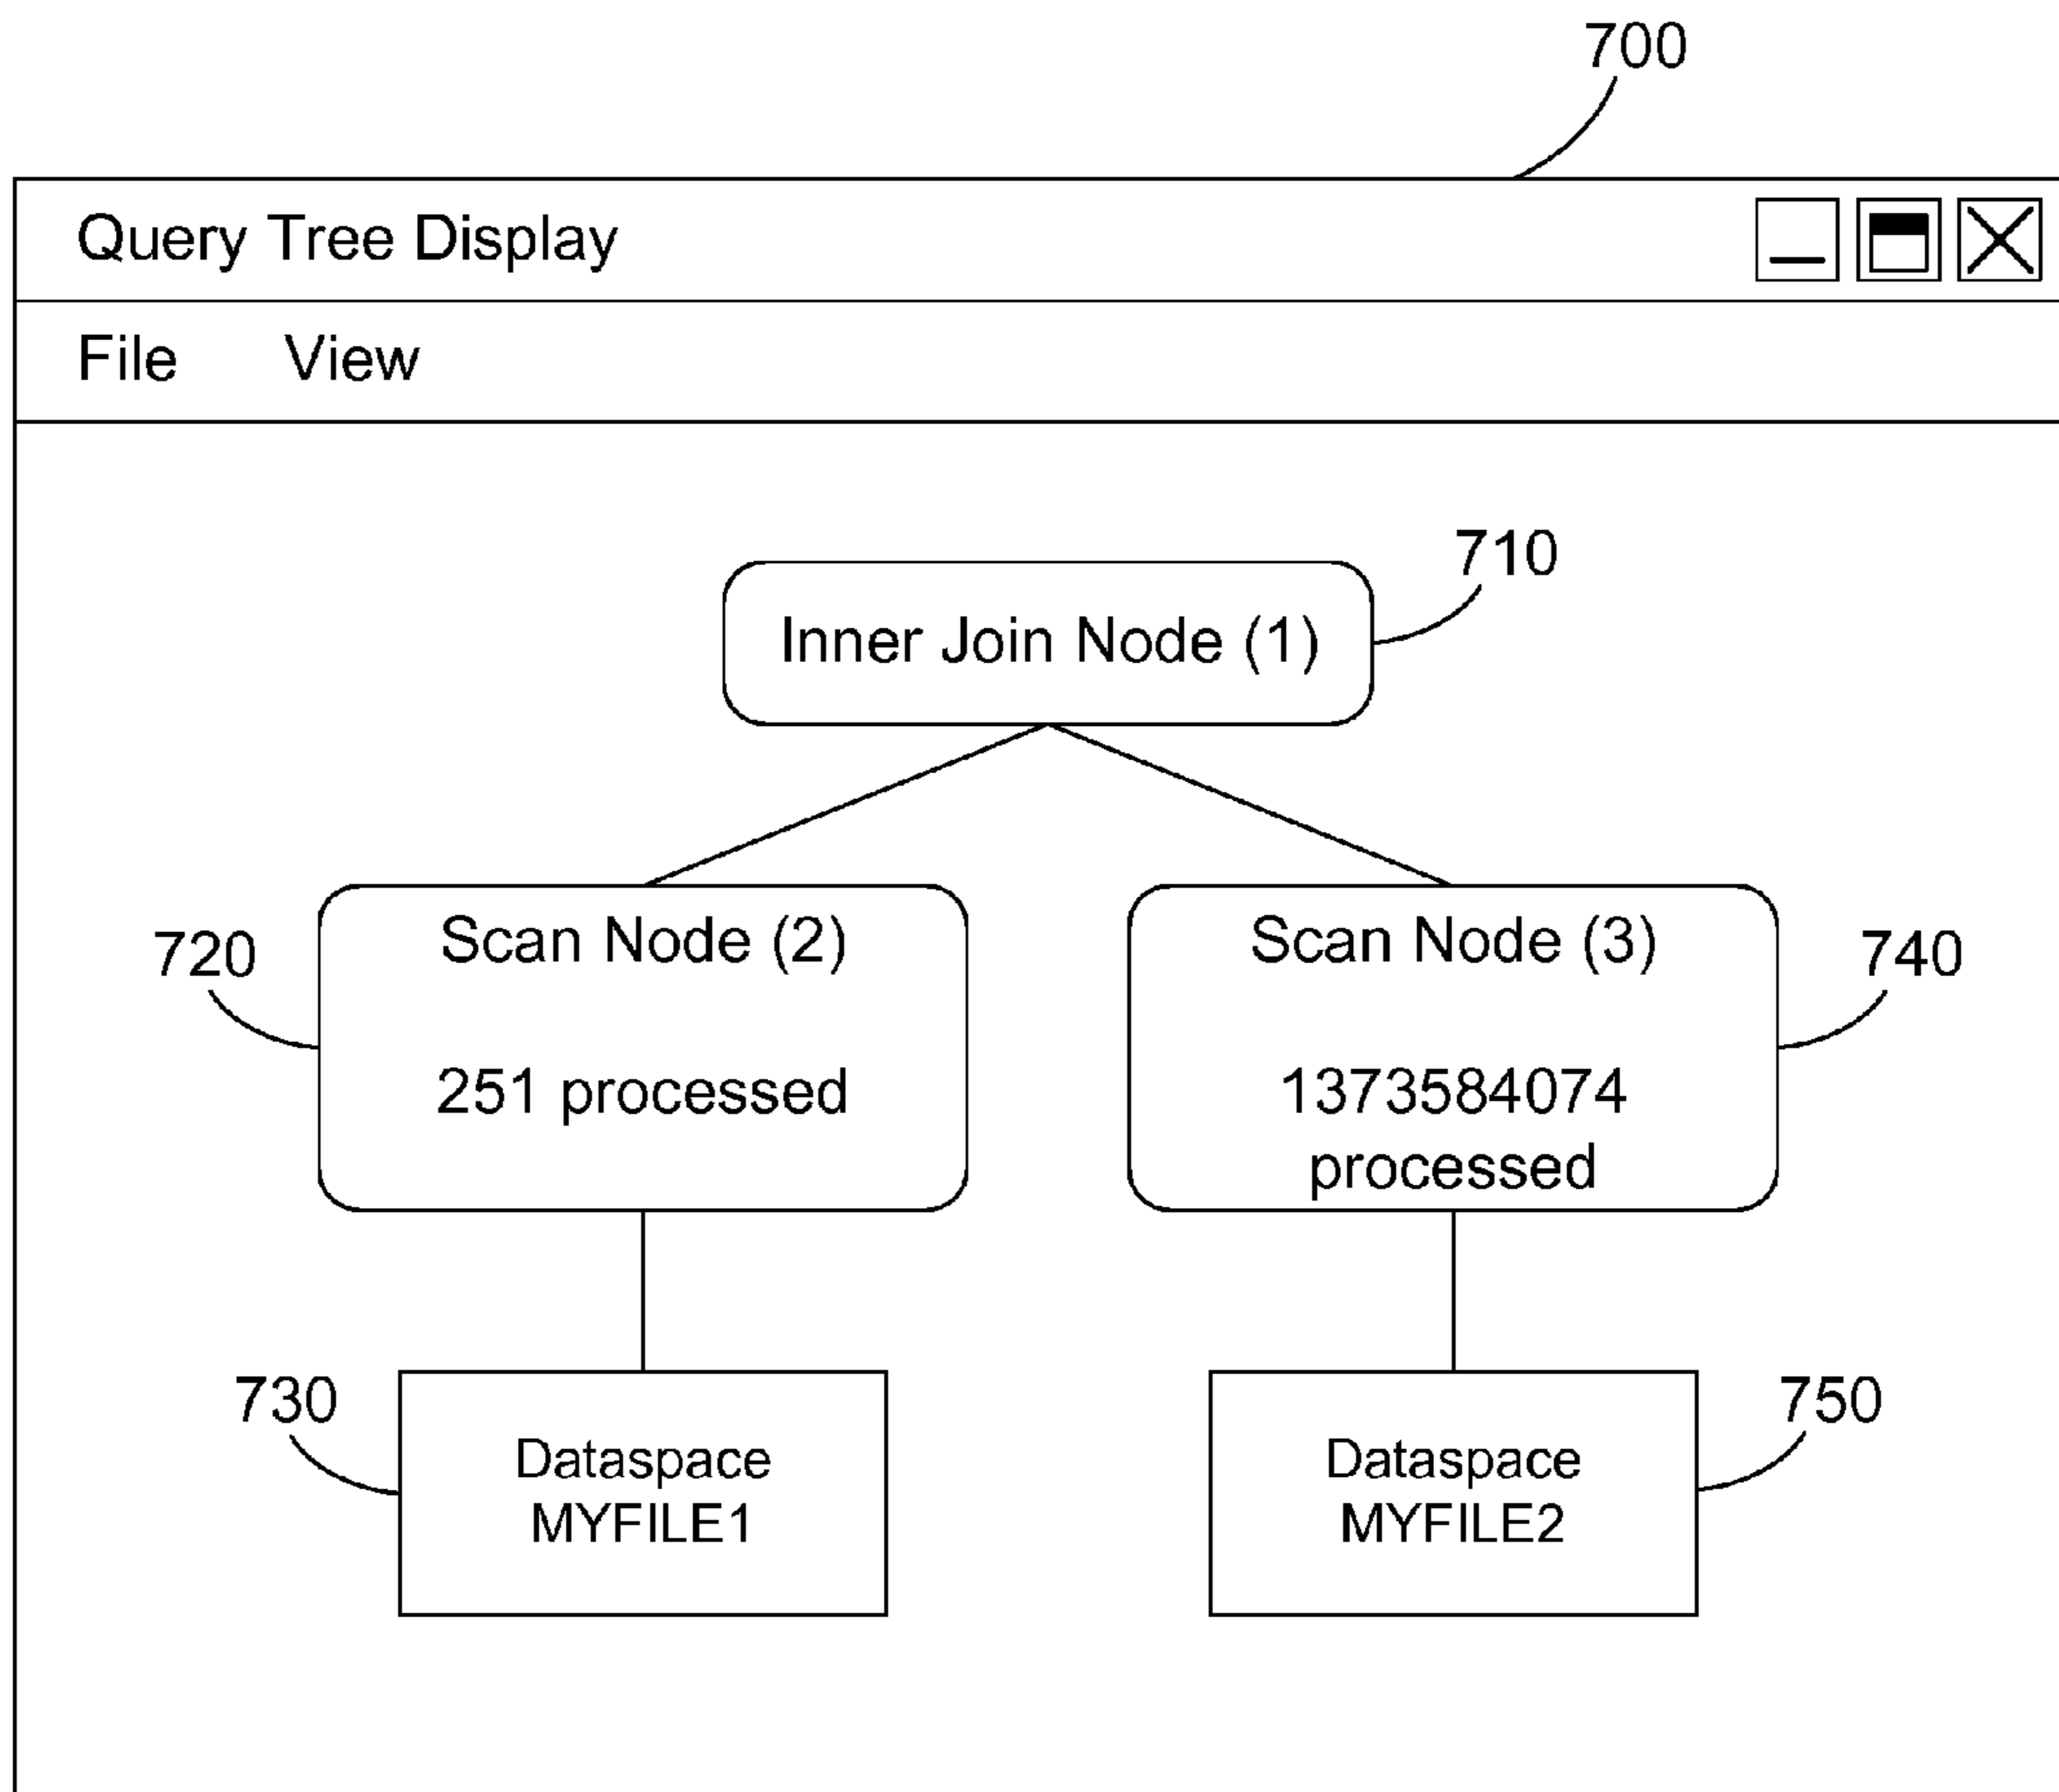 700
Query Tree Display
File View
710
Inner Join Node (1)
720
Scan Node (2)
251 processed
Scan Node (3)
1373584074
processed
740
730
Dataspace
MYFILE1
Dataspace
MYFILE2
750